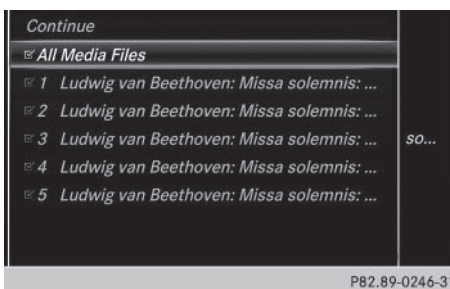 Continue
All Media Files
1 Ludwig van Beethoven: Missa solemnis: ...
2 Ludwig van Beethoven: Missa solemnis: ...
3 Ludwig van Beethoven: Missa solemnis: ...
so...
4 Ludwig van Beethoven: Missa solemnis: ...
5 Ludwig van Beethoven: Missa solemnis: ...
P82.89-0246-31